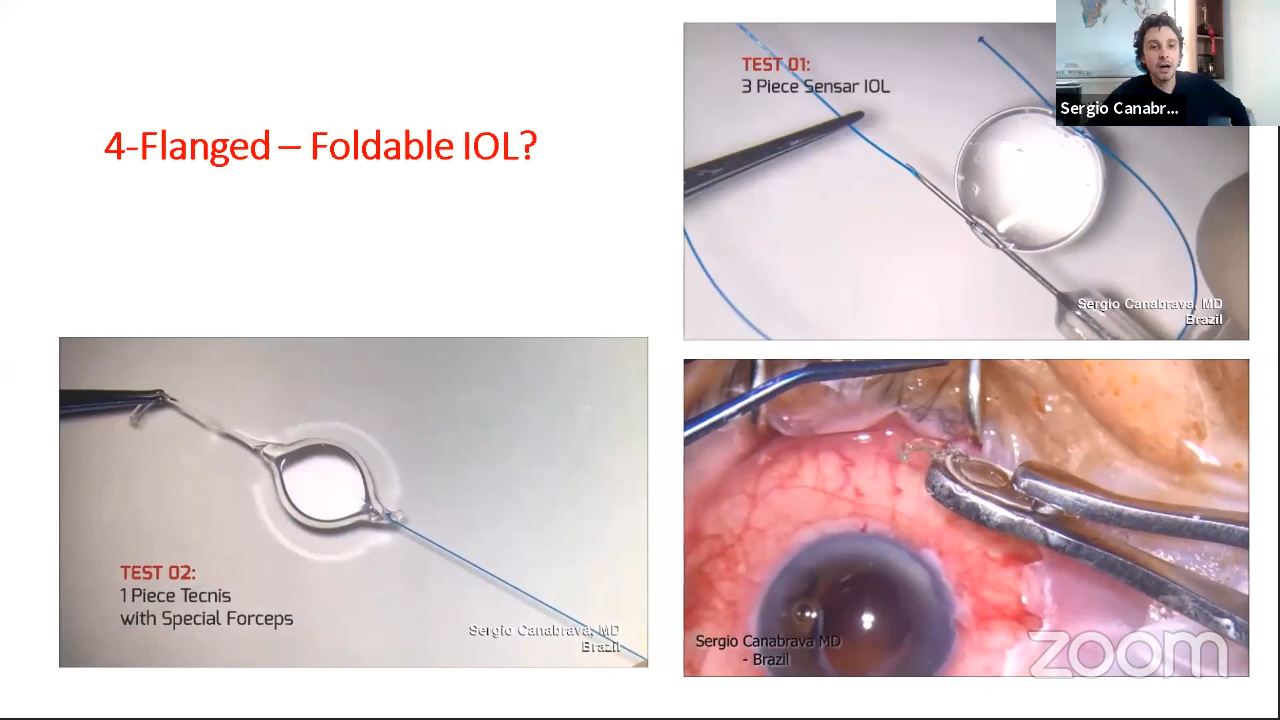 4-Flanged – Foldable IOL?
TEST 01:
3 Piece Sensar IOL
Sergio Canabrava, MD
Brazil
Sergio Canabr...
TEST 02:
1 Piece Tecnis
with Special Forceps
Sergio Canabrava, MD
Brazil
Sergio Canabrava MD
- Brazil
zoom